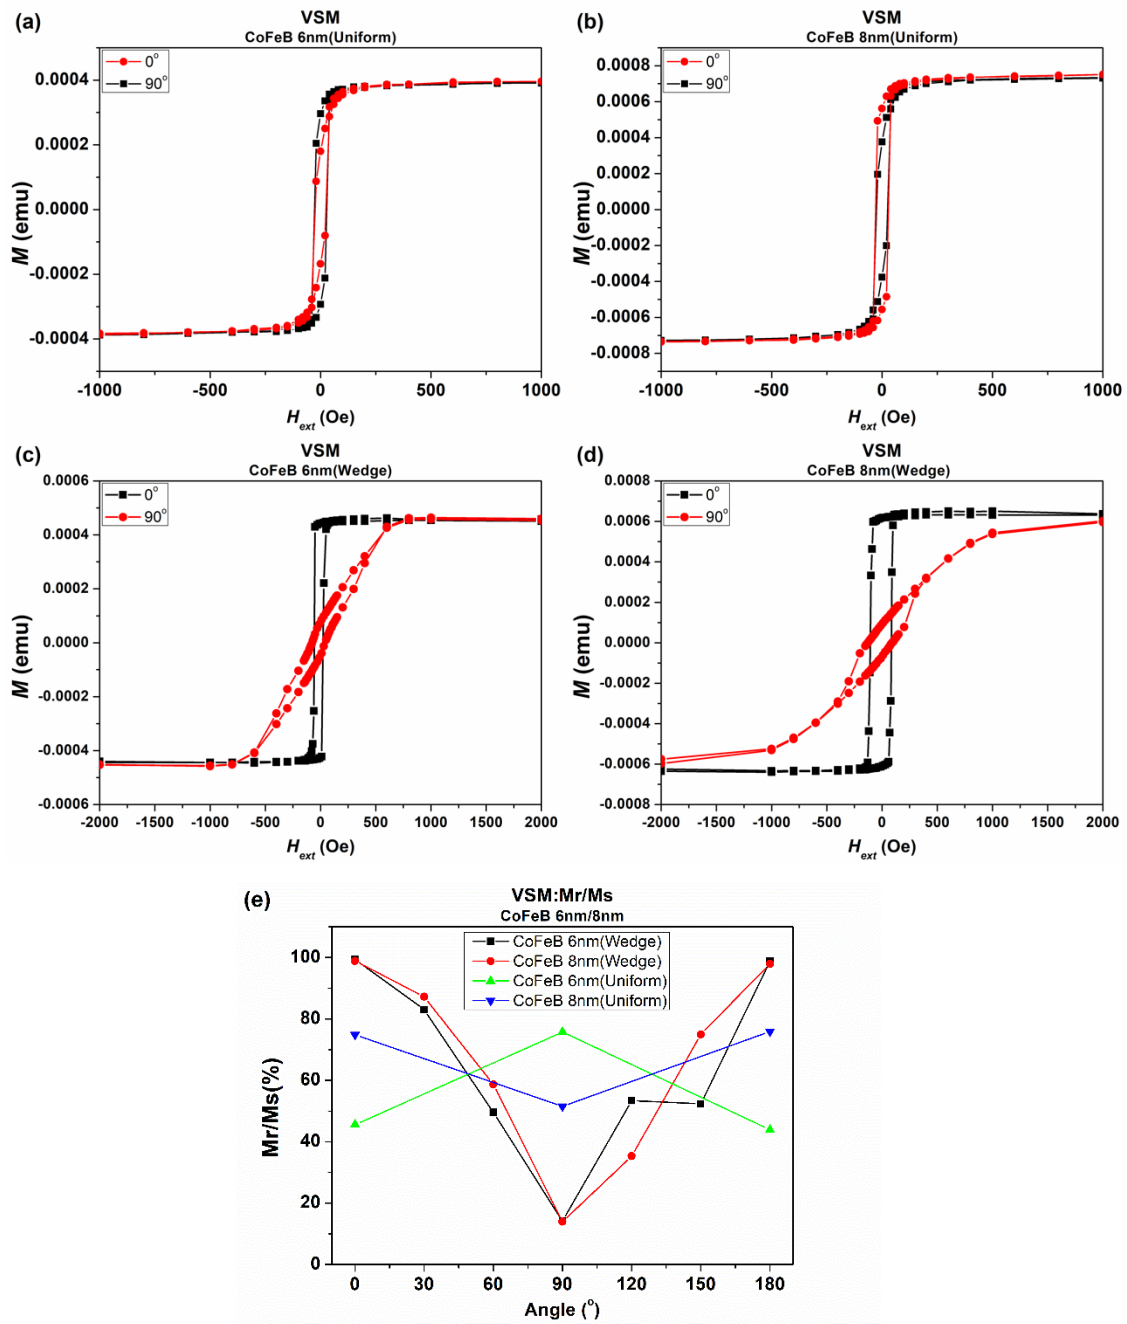 (a)
VSM
CoFeB 6nm(Uniform)
0°
90°
0.0004
0.0002
0.0000
-0.0002
-0.0004
M (emu)
-1000 -500 0 500 1000
Hext (Oe)
(b)
VSM
CoFeB 8nm(Uniform)
0°
90°
0.0008
0.0006
0.0004
0.0002
0.0000
-0.0002
-0.0004
-0.0006
-0.0008
M (emu)
-1000 -500 0 500 1000
Hext (Oe)
(c)
VSM
CoFeB 6nm(Wedge)
0°
90°
0.0006
0.0004
0.0002
0.0000
-0.0002
-0.0004
-0.0006
M (emu)
-2000 -1500 -1000 -500 0 500 1000 1500 2000
Hext (Oe)
(d)
VSM
CoFeB 8nm(Wedge)
0°
90°
0.0008
0.0006
0.0004
0.0002
0.0000
-0.0002
-0.0004
-0.0006
-0.0008
M (emu)
-2000 -1500 -1000 -500 0 500 1000 1500 2000
Hext (Oe)
(e)
VSM:Mr/Ms
CoFeB 6nm/8nm
CoFeB 6nm(Wedge)
CoFeB 8nm(Wedge)
CoFeB 6nm(Uniform)
CoFeB 8nm(Uniform)
100
80
60
40
20
0
Mr/Ms(%)
0 30 60 90 120 150 180
Angle (°)